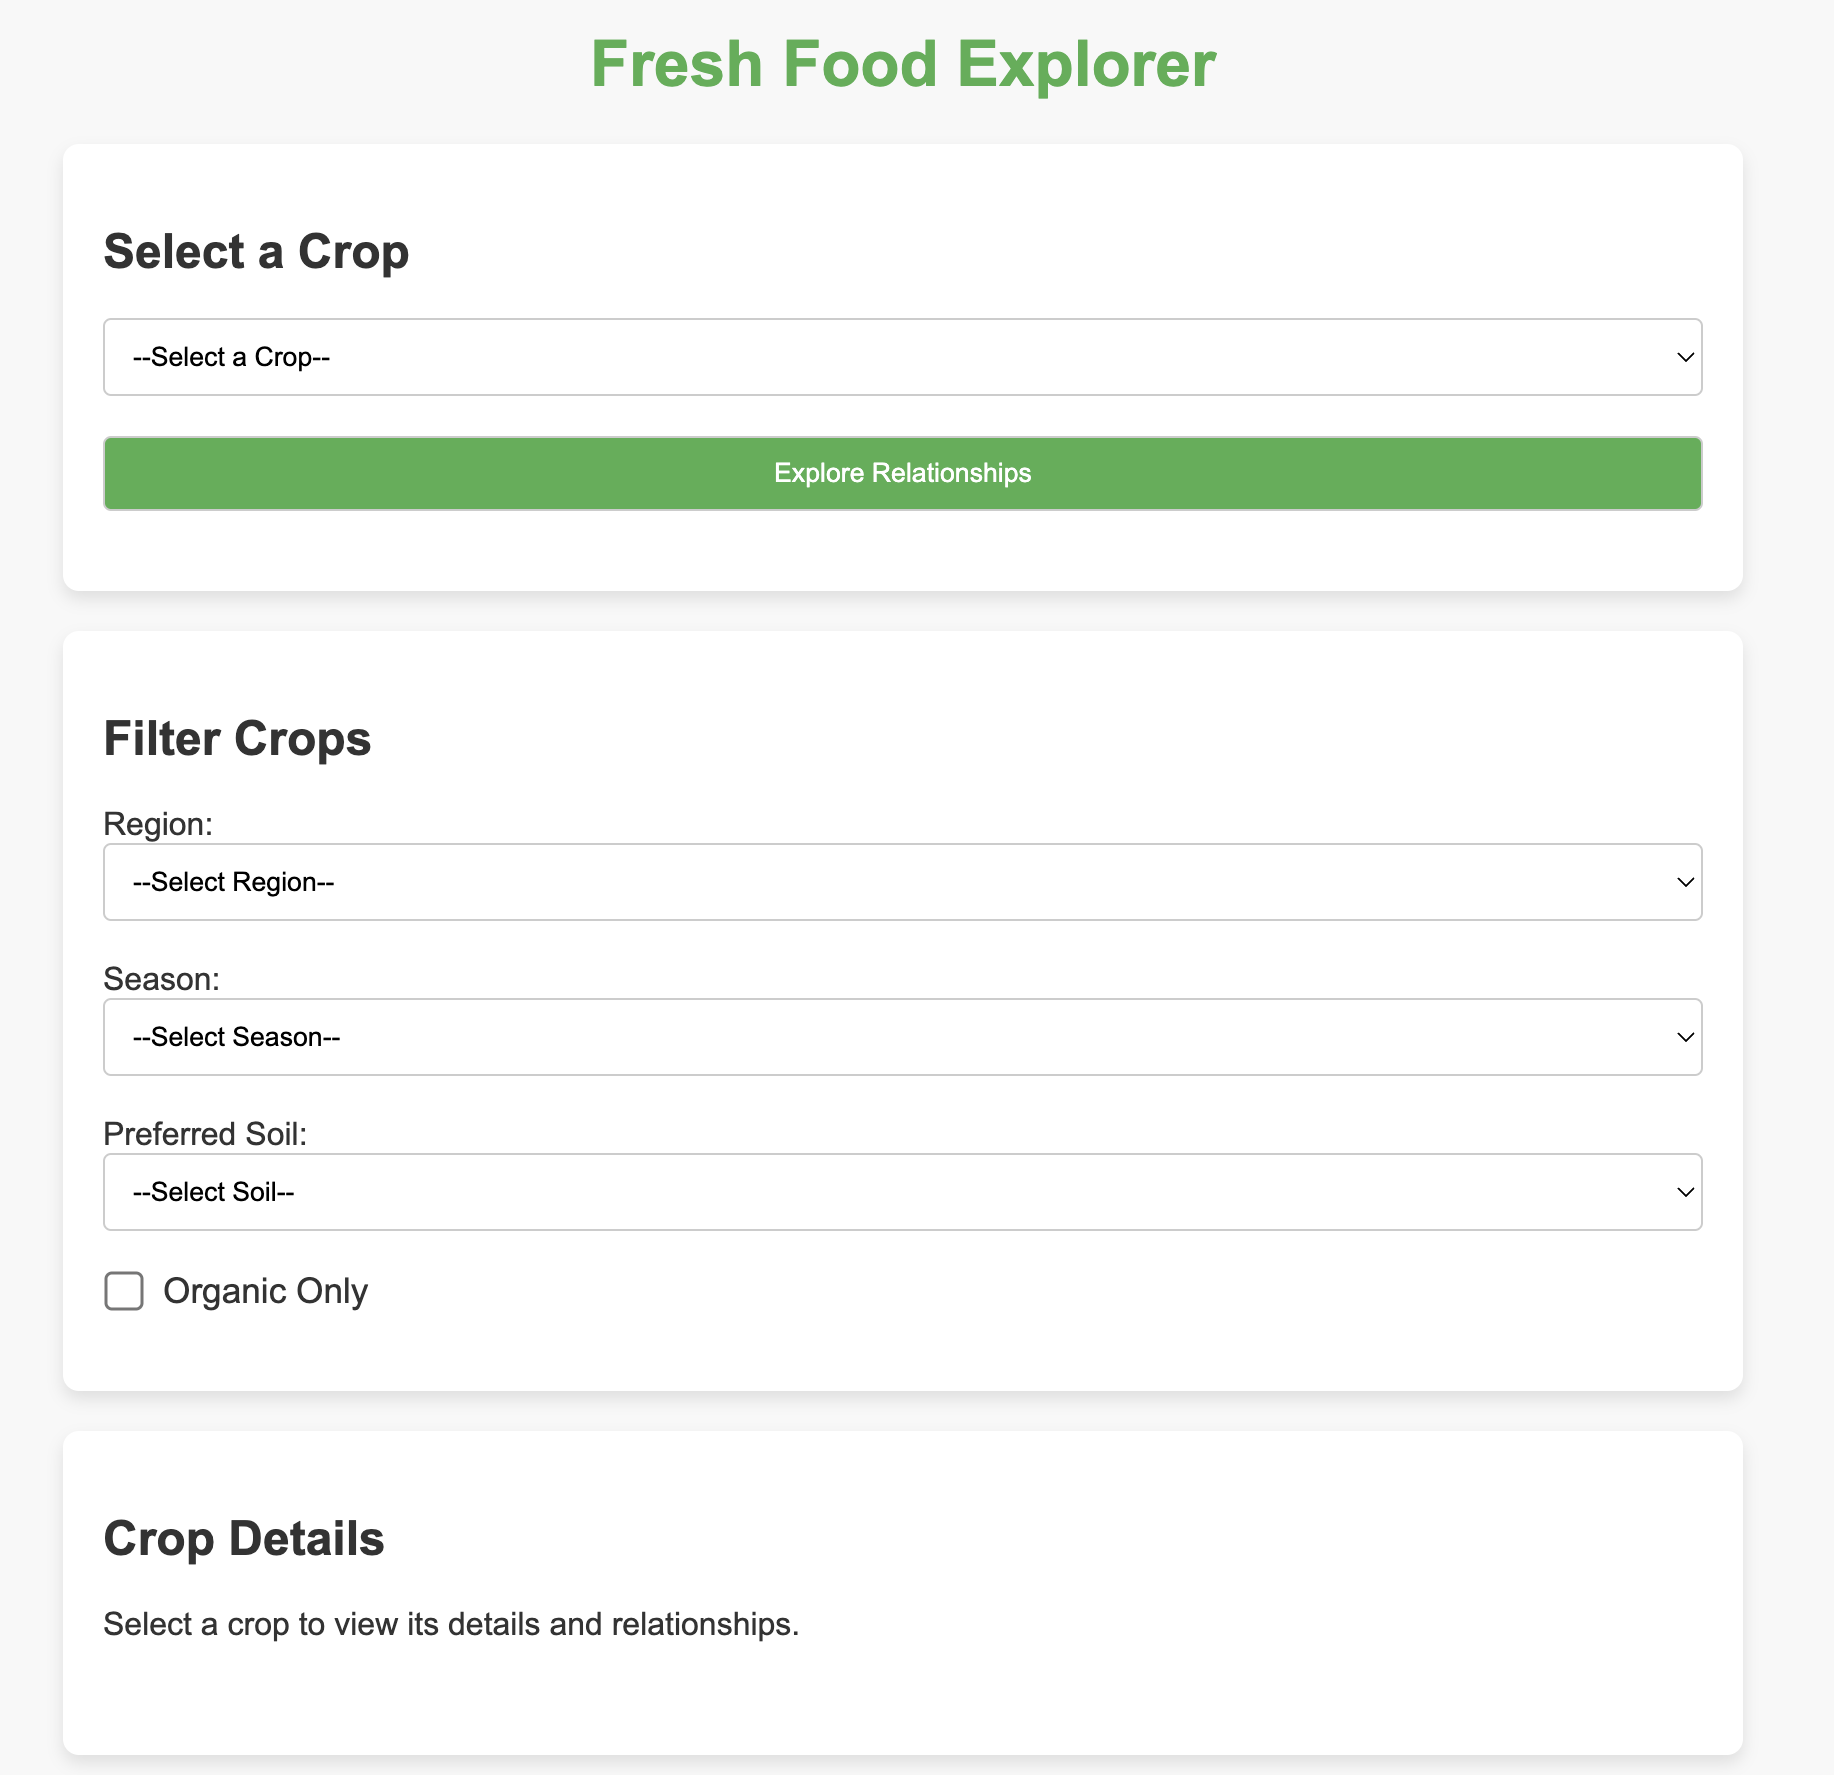 Fresh Food Explorer
Select a Crop
--Select a Crop--
Explore Relationships
Filter Crops
Region:
--Select Region--
Season:
--Select Season--
Preferred Soil:
--Select Soil--
Organic Only
Crop Details
Select a crop to view its details and relationships.